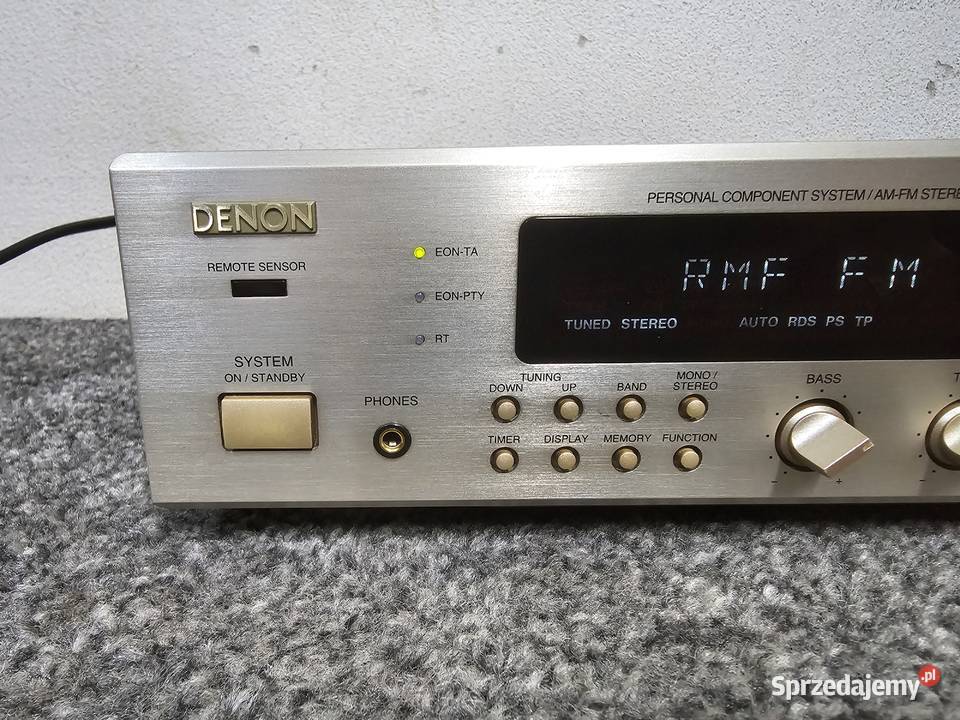 PERSONAL COMPONENT SYSTEM / AM-FM
DENON
EON-TA
REMOTE SENSOR
EON-PTY
RMF FM
TUNED STEREO AUTO RDS PS TP
RT
SYSTEM
ON / STANDBY
PHONES
TUNING
DOWN UP BAND MONO / STEREO
BASS
TIMER DISPLAY MEMORY FUNCTION
- +
-
Sprzedajemy.pl